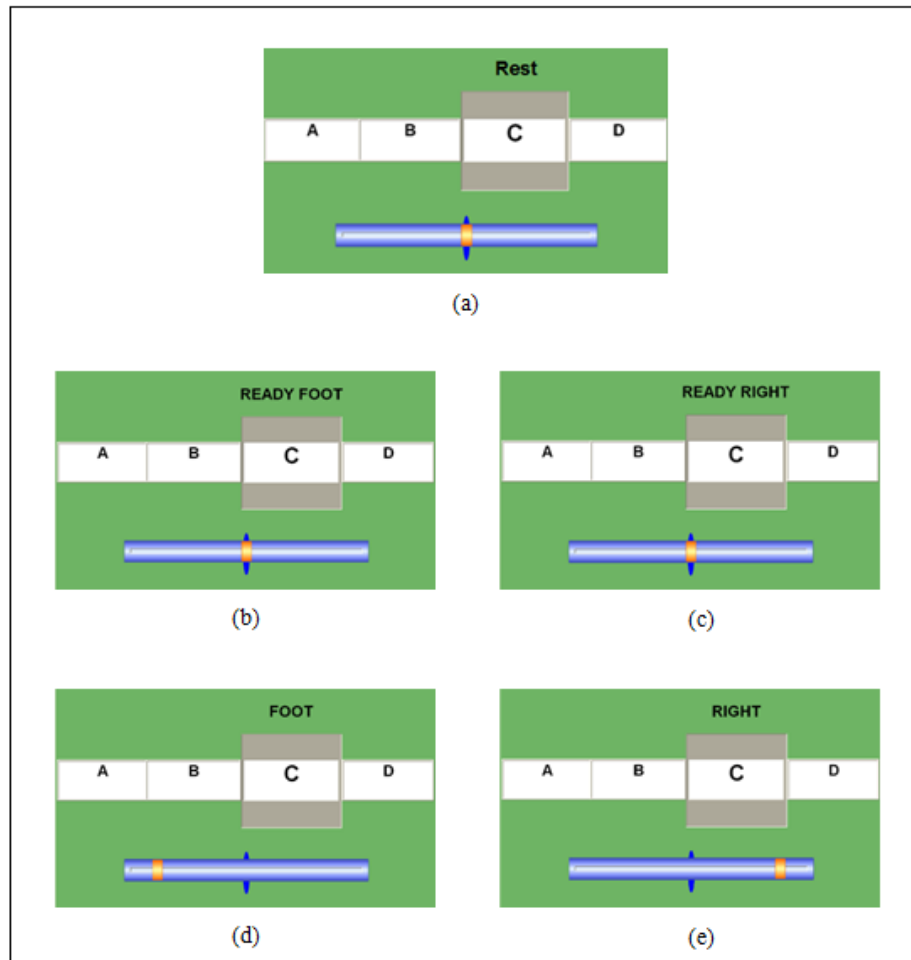 Rest
A B C D
(a)
READY FOOT
A B C D
(b)
READY RIGHT
A B C D
(c)
FOOT
A B C D
(d)
RIGHT
A B C D
(e)